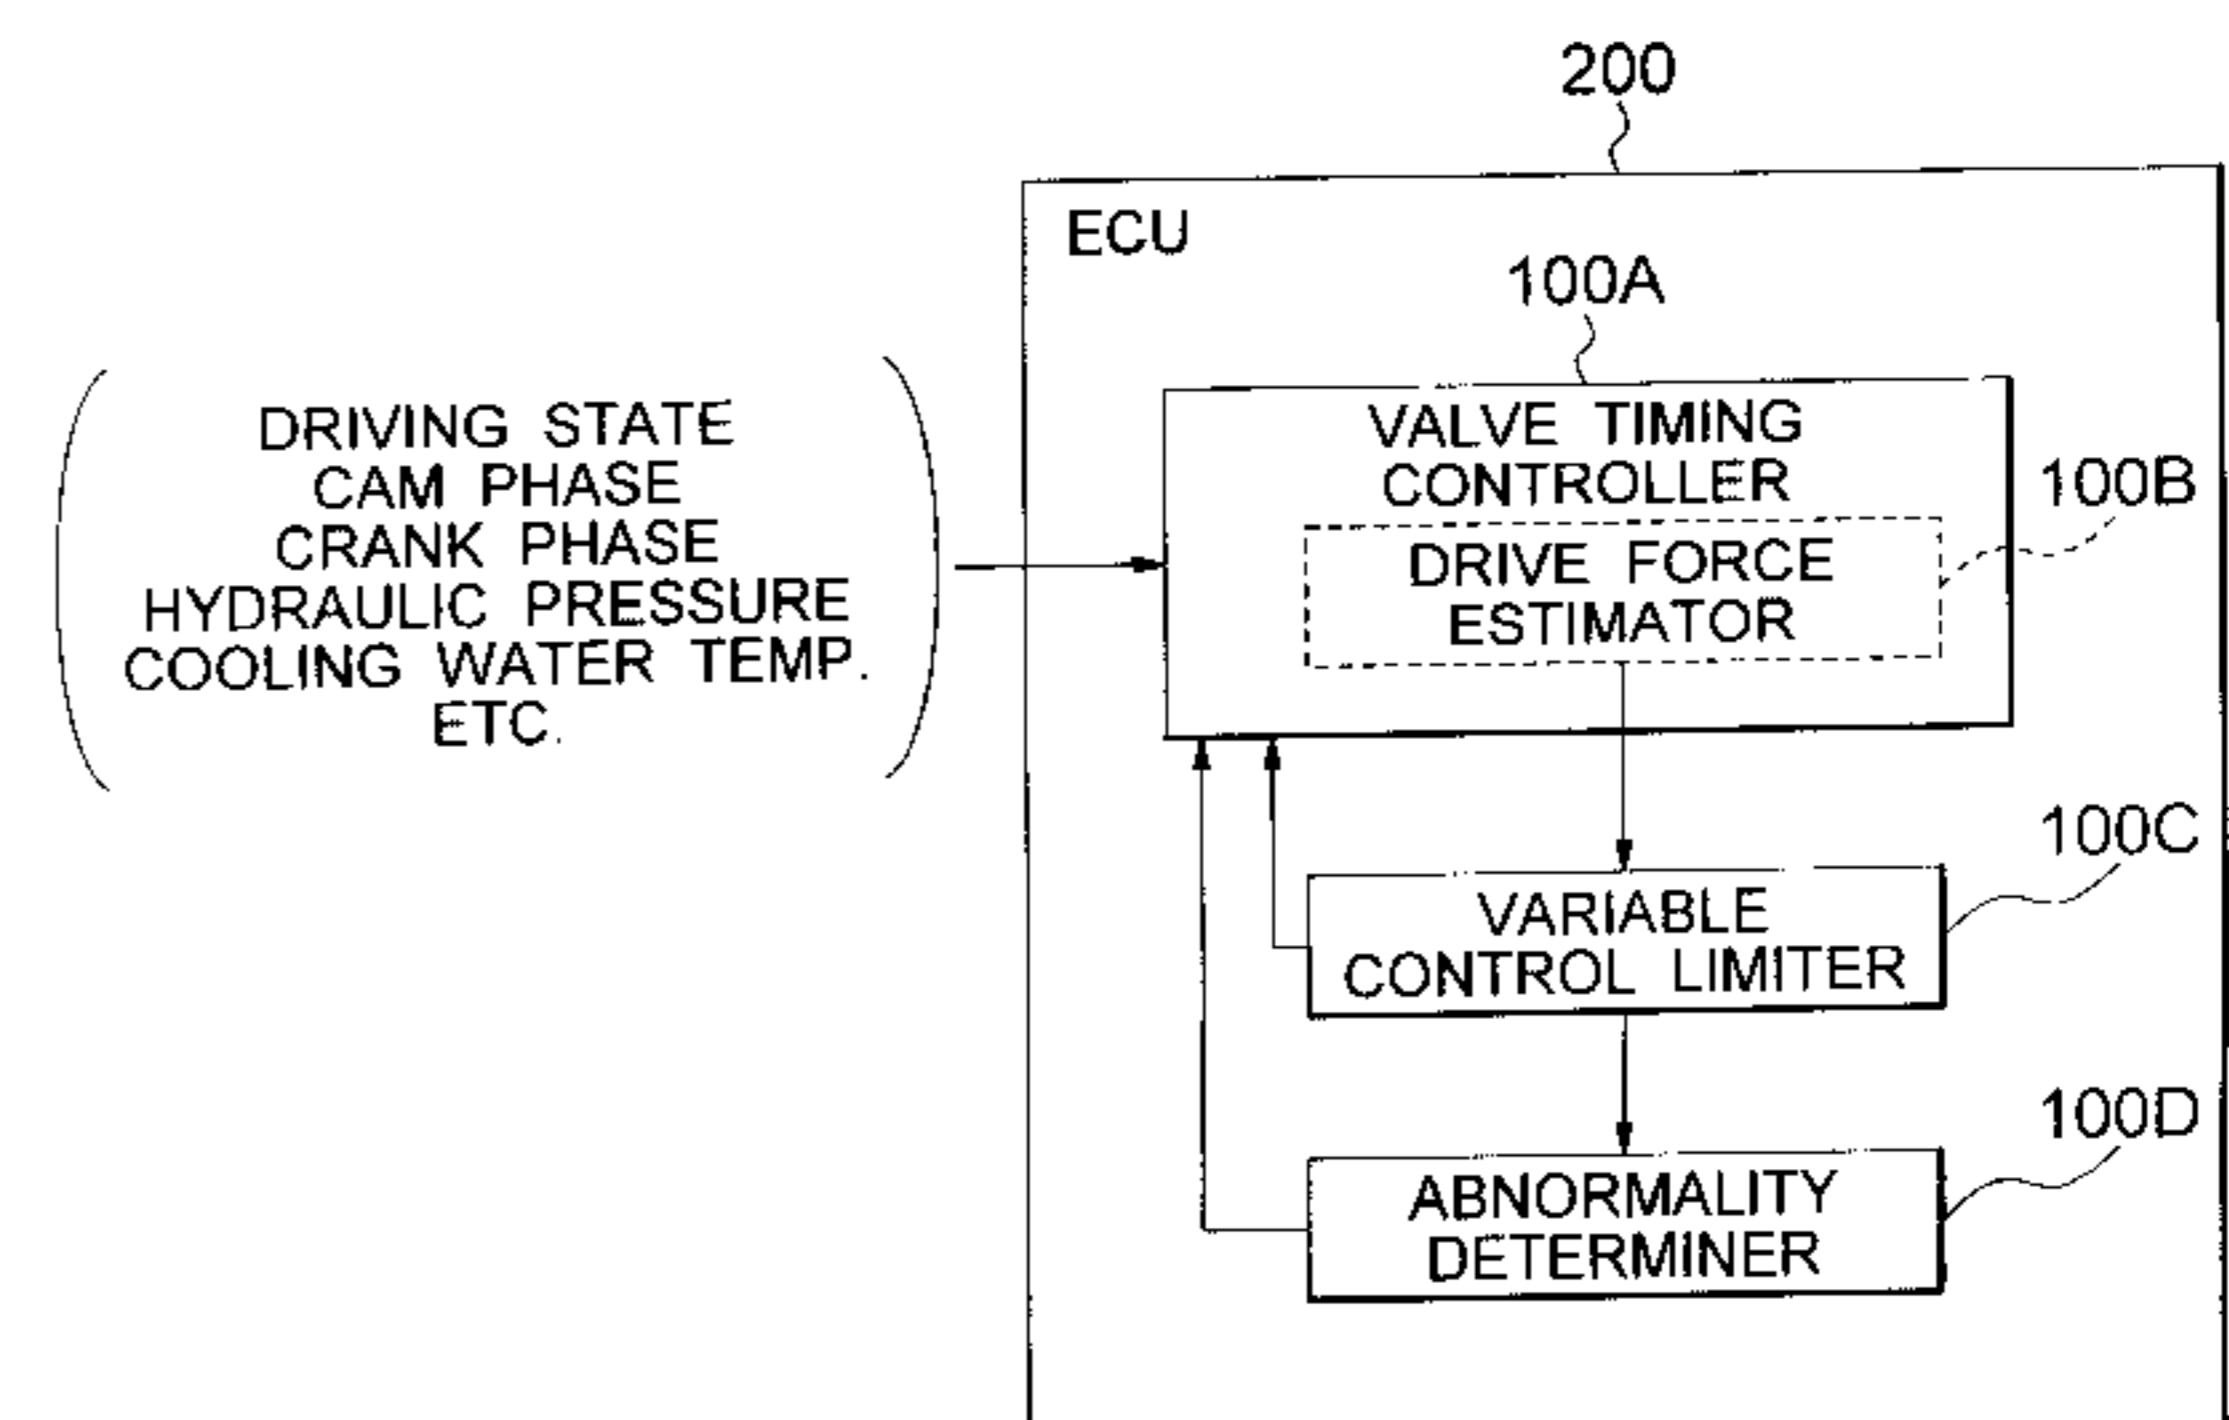 200
ECU
100A
DRIVING STATE
CAM PHASE
CRANK PHASE
HYDRAULIC PRESSURE
COOLING WATER TEMP.
ETC.
VALVE TIMING
CONTROLLER
100B
DRIVE FORCE
ESTIMATOR
100C
VARIABLE
CONTROL LIMITER
100D
ABNORMALITY
DETERMINER